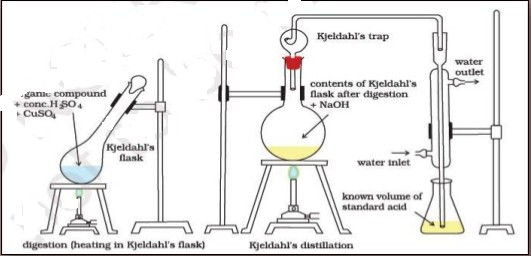 Kjeldahl's trap
water
outlet
contents of Kjeldahl's
flask after digestion
+ NaOH
compound
+ conc.H₂SO₄
+ CuSO₄
Kjeldahl's
flask
water inlet
known volume of
standard acid
digestion (heating in Kjeldahl's flask)
Kjeldahl's distillation